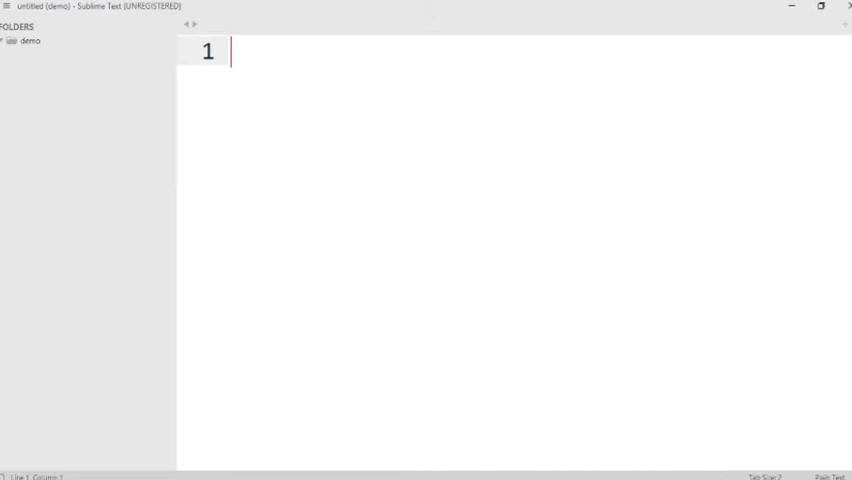 untitled (demo) - Sublime Text (UNREGISTERED)
FOLDERS
demo
1
Line 1, Column 1
Tab Size: 2
Plain Text